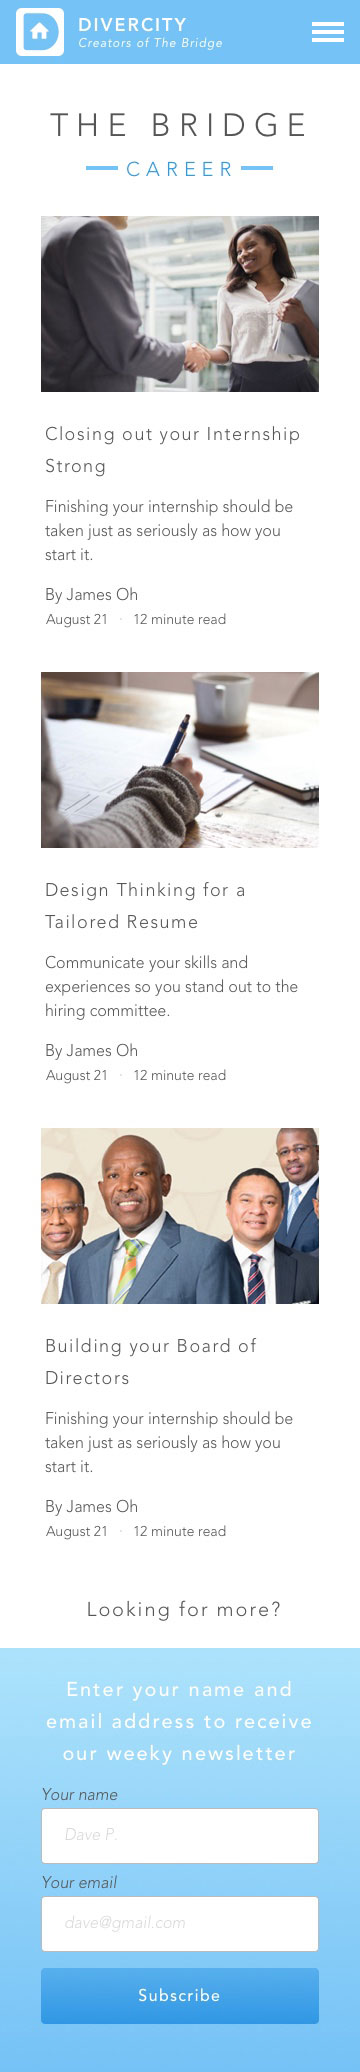 DIVERCITY
Creators of The Bridge
THE BRIDGE
CAREER
Closing out your Internship
Strong
Finishing your internship should be
taken just as seriously as how you
start it.
By James Oh
August 21 · 12 minute read
Design Thinking for a
Tailored Resume
Communicate your skills and
experiences so you stand out to the
hiring committee.
By James Oh
August 21 · 12 minute read
Building your Board of
Directors
Finishing your internship should be
taken just as seriously as how you
start it.
By James Oh
August 21 · 12 minute read
Looking for more?
Enter your name and
email address to receive
our weeky newsletter
Your name
Dave P.
Your email
dave@gmail.com
Subscribe